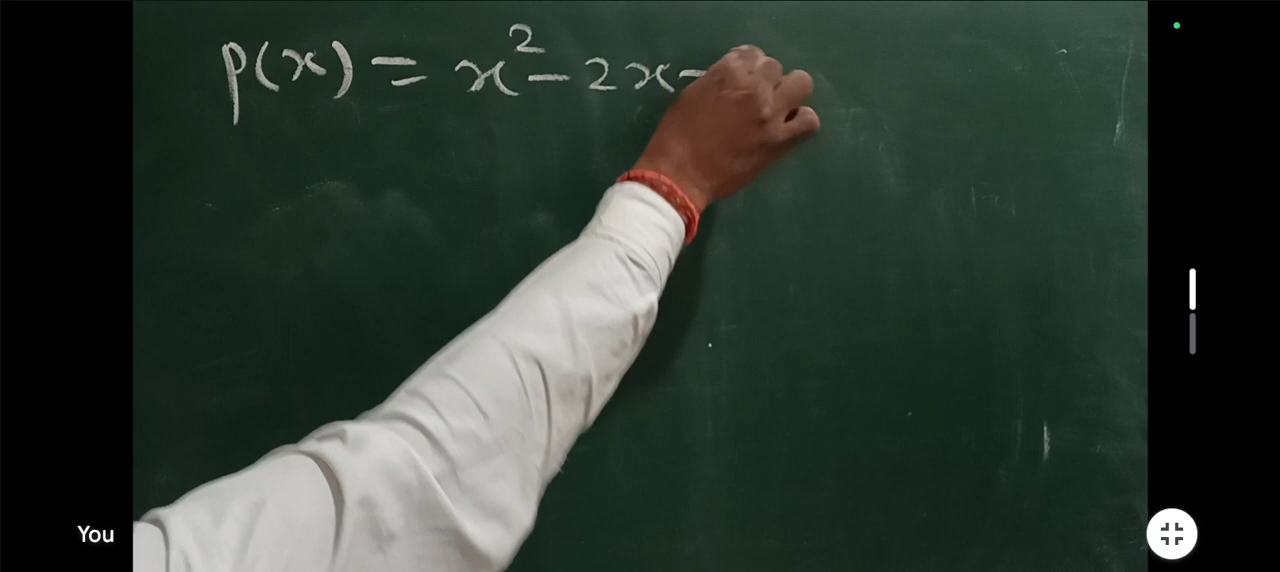 p(x) = x² - 2x -
You